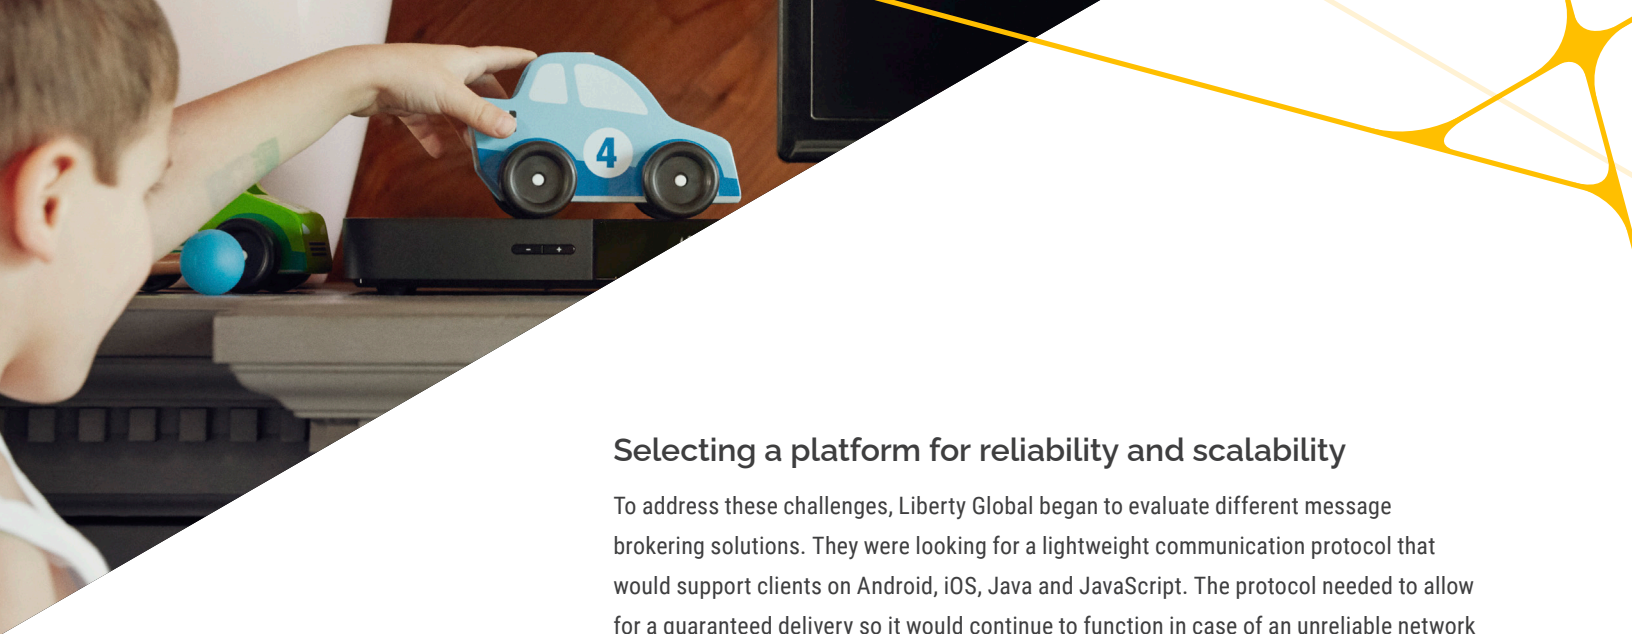 4
- +
Selecting a platform for reliability and scalability
To address these challenges, Liberty Global began to evaluate different message
brokering solutions. They were looking for a lightweight communication protocol that
would support clients on Android, iOS, Java and JavaScript. The protocol needed to allow
for a guaranteed delivery so it would continue to function in case of an unreliable network